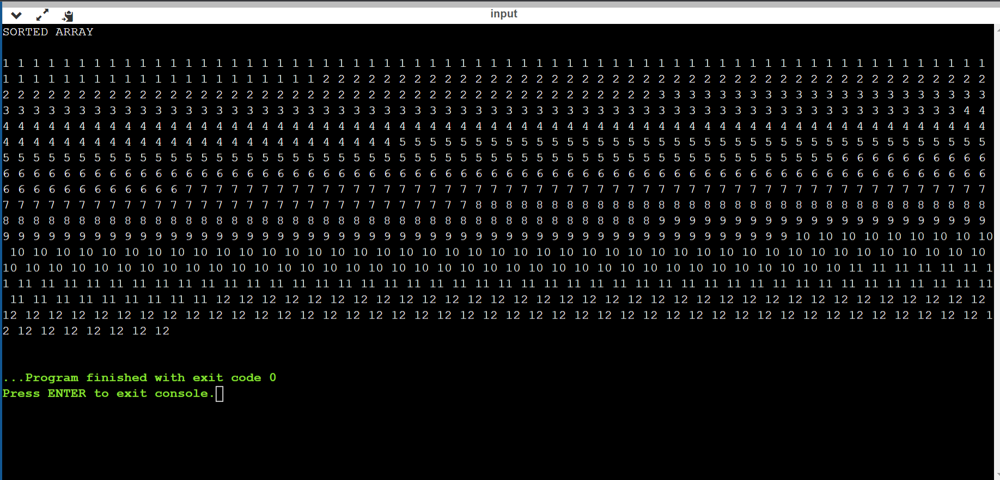 input
SORTED ARRAY
1 1 1 1 1 1 1 1 1 1 1 1 1 1 1 1 1 1 1 1 1 1 1 1 1 1 1 1 1 1 1 1 1 1 1 1 1 1 1 1 1 1 1 1 1 1 1 1 1 1 1 1 1 1 1 1 1 1 1 1 1 1 1 1 1
1 1 1 1 1 1 1 1 1 1 1 1 1 1 1 1 1 1 1 1 1 2 2 2 2 2 2 2 2 2 2 2 2 2 2 2 2 2 2 2 2 2 2 2 2 2 2 2 2 2 2 2 2 2 2 2 2 2 2 2 2 2 2 2 2
2 2 2 2 2 2 2 2 2 2 2 2 2 2 2 2 2 2 2 2 2 2 2 2 2 2 2 2 2 2 2 2 2 2 2 2 2 2 2 2 2 2 2 3 3 3 3 3 3 3 3 3 3 3 3 3 3 3 3 3 3 3 3 3 3
3 3 3 3 3 3 3 3 3 3 3 3 3 3 3 3 3 3 3 3 3 3 3 3 3 3 3 3 3 3 3 3 3 3 3 3 3 3 3 3 3 3 3 3 3 3 3 3 3 3 3 3 3 3 3 3 3 3 3 3 3 3 3 4 4
4 4 4 4 4 4 4 4 4 4 4 4 4 4 4 4 4 4 4 4 4 4 4 4 4 4 4 4 4 4 4 4 4 4 4 4 4 4 4 4 4 4 4 4 4 4 4 4 4 4 4 4 4 4 4 4 4 4 4 4 4 4 4 4 4
4 4 4 4 4 4 4 4 4 4 4 4 4 4 4 4 4 4 4 4 4 4 4 4 4 4 5 5 5 5 5 5 5 5 5 5 5 5 5 5 5 5 5 5 5 5 5 5 5 5 5 5 5 5 5 5 5 5 5 5 5 5 5 5 5
5 5 5 5 5 5 5 5 5 5 5 5 5 5 5 5 5 5 5 5 5 5 5 5 5 5 5 5 5 5 5 5 5 5 5 5 5 5 5 5 5 5 5 5 5 5 5 5 5 5 5 5 5 5 5 6 6 6 6 6 6 6 6 6 6
6 6 6 6 6 6 6 6 6 6 6 6 6 6 6 6 6 6 6 6 6 6 6 6 6 6 6 6 6 6 6 6 6 6 6 6 6 6 6 6 6 6 6 6 6 6 6 6 6 6 6 6 6 6 6 6 6 6 6 6 6 6 6 6 6
6 6 6 6 6 6 6 6 6 6 6 6 7 7 7 7 7 7 7 7 7 7 7 7 7 7 7 7 7 7 7 7 7 7 7 7 7 7 7 7 7 7 7 7 7 7 7 7 7 7 7 7 7 7 7 7 7 7 7 7 7 7 7 7 7
7 7 7 7 7 7 7 7 7 7 7 7 7 7 7 7 7 7 7 7 7 7 7 7 7 7 7 7 7 7 7 8 8 8 8 8 8 8 8 8 8 8 8 8 8 8 8 8 8 8 8 8 8 8 8 8 8 8 8 8 8 8 8 8 8
8 8 8 8 8 8 8 8 8 8 8 8 8 8 8 8 8 8 8 8 8 8 8 8 8 8 8 8 8 8 8 8 8 8 8 8 8 8 8 8 8 8 8 9 9 9 9 9 9 9 9 9 9 9 9 9 9 9 9 9 9 9 9 9 9
9 9 9 9 9 9 9 9 9 9 9 9 9 9 9 9 9 9 9 9 9 9 9 9 9 9 9 9 9 9 9 9 9 9 9 9 9 9 9 9 9 9 9 9 9 9 9 9 9 9 9 9 10 10 10 10 10 10 10 10 10
10 10 10 10 10 10 10 10 10 10 10 10 10 10 10 10 10 10 10 10 10 10 10 10 10 10 10 10 10 10 10 10 10 10 10 10 10 10 10 10 10 10 10
10 10 10 10 10 10 10 10 10 10 10 10 10 10 10 10 10 10 10 10 10 10 10 10 10 10 10 10 10 10 10 10 10 10 10 10 10 11 11 11 11 11 11 1
1 11 11 11 11 11 11 11 11 11 11 11 11 11 11 11 11 11 11 11 11 11 11 11 11 11 11 11 11 11 11 11 11 11 11 11 11 11 11 11 11 11 11 11
11 11 11 11 11 11 11 11 11 12 12 12 12 12 12 12 12 12 12 12 12 12 12 12 12 12 12 12 12 12 12 12 12 12 12 12 12 12 12 12 12 12 12
12 12 12 12 12 12 12 12 12 12 12 12 12 12 12 12 12 12 12 12 12 12 12 12 12 12 12 12 12 12 12 12 12 12 12 12 12 12 12 12 12 12 12 1
2 12 12 12 12 12 12 12
...Program finished with exit code 0
Press ENTER to exit console.